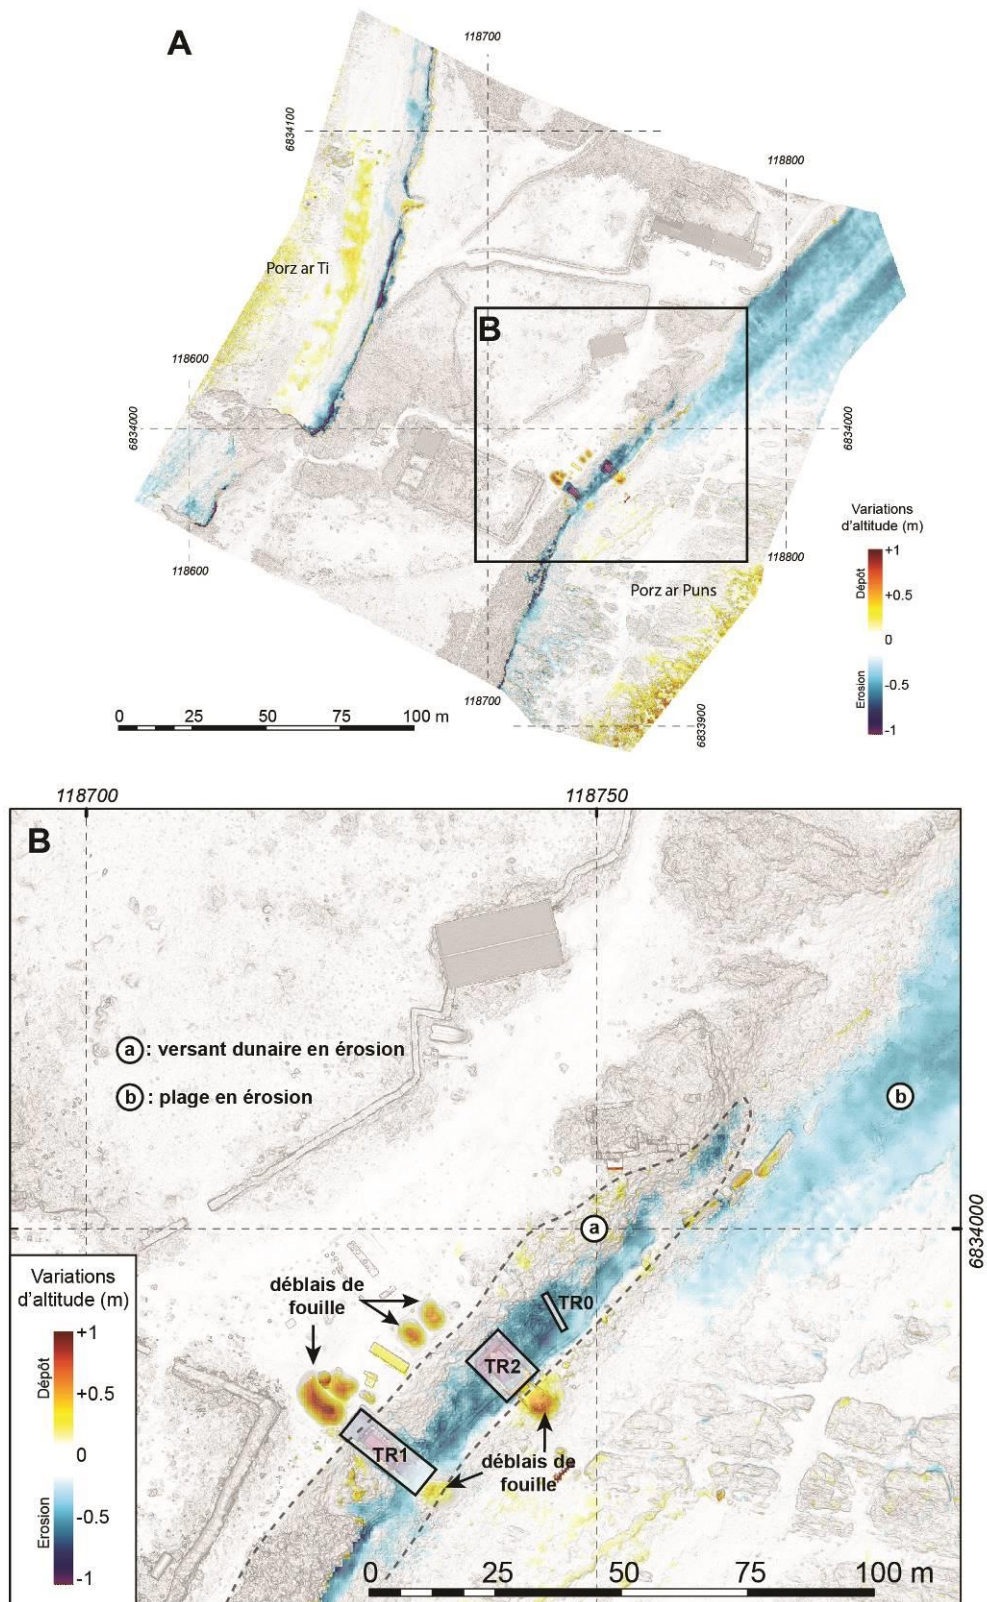 A
118700
6834100
118800
Porz ar Ti
B
118600
6834000
6834000
118600
118800
Porz ar Puns
118700
6833900
Variations
d'altitude (m)
Dépôt
+1
+0.5
0
Erosion
-0.5
-1
0 25 50 75 100 m
118700
118750
B
a : versant dunaire en érosion
b : plage en érosion
b
a
6834000
déblais de
fouille
TR0
TR2
TR1
déblais de
fouille
Variations
d'altitude (m)
Dépôt
+1
+0.5
0
Erosion
-0.5
-1
0 25 50 75 100 m